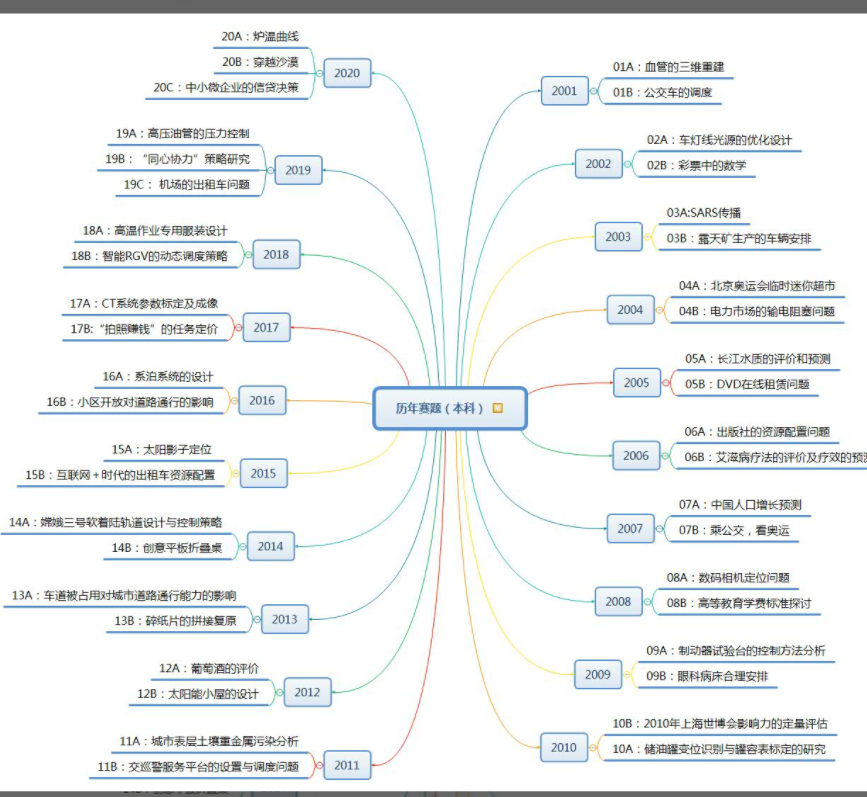 历年赛题（本科）
2001
01A：血管的三维重建
01B：公交车的调度
2002
02A：车灯线光源的优化设计
02B：彩票中的数学
2003
03A:SARS传播
03B：露天矿生产的车辆安排
2004
04A：北京奥运会临时迷你超市
04B：电力市场的输电阻塞问题
2005
05A：长江水质的评价和预测
05B：DVD在线租赁问题
2006
06A：出版社的资源配置问题
06B：艾滋病疗法的评价及疗效的预测
2007
07A：中国人口增长预测
07B：乘公交，看奥运
2008
08A：数码相机定位问题
08B：高等教育学费标准探讨
2009
09A：制动器试验台的控制方法分析
09B：眼科病床合理安排
2010
10B：2010年上海世博会影响力的定量评估
10A：储油罐变位识别与罐容表标定的研究
2020
20A：炉温曲线
20B：穿越沙漠
20C：中小微企业的信贷决策
2019
19A：高压油管的压力控制
19B：“同心协力”策略研究
19C： 机场的出租车问题
2018
18A：高温作业专用服装设计
18B：智能RGV的动态调度策略
2017
17A：CT系统参数标定及成像
17B:“拍照赚钱”的任务定价
2016
16A：系泊系统的设计
16B：小区开放对道路通行的影响
2015
15A：太阳影子定位
15B：互联网＋时代的出租车资源配置
2014
14A：嫦娥三号软着陆轨道设计与控制策略
14B：创意平板折叠桌
2013
13A：车道被占用对城市道路通行能力的影响
13B：碎纸片的拼接复原
2012
12A：葡萄酒的评价
12B：太阳能小屋的设计
2011
11A：城市表层土壤重金属污染分析
11B：交巡警服务平台的设置与调度问题